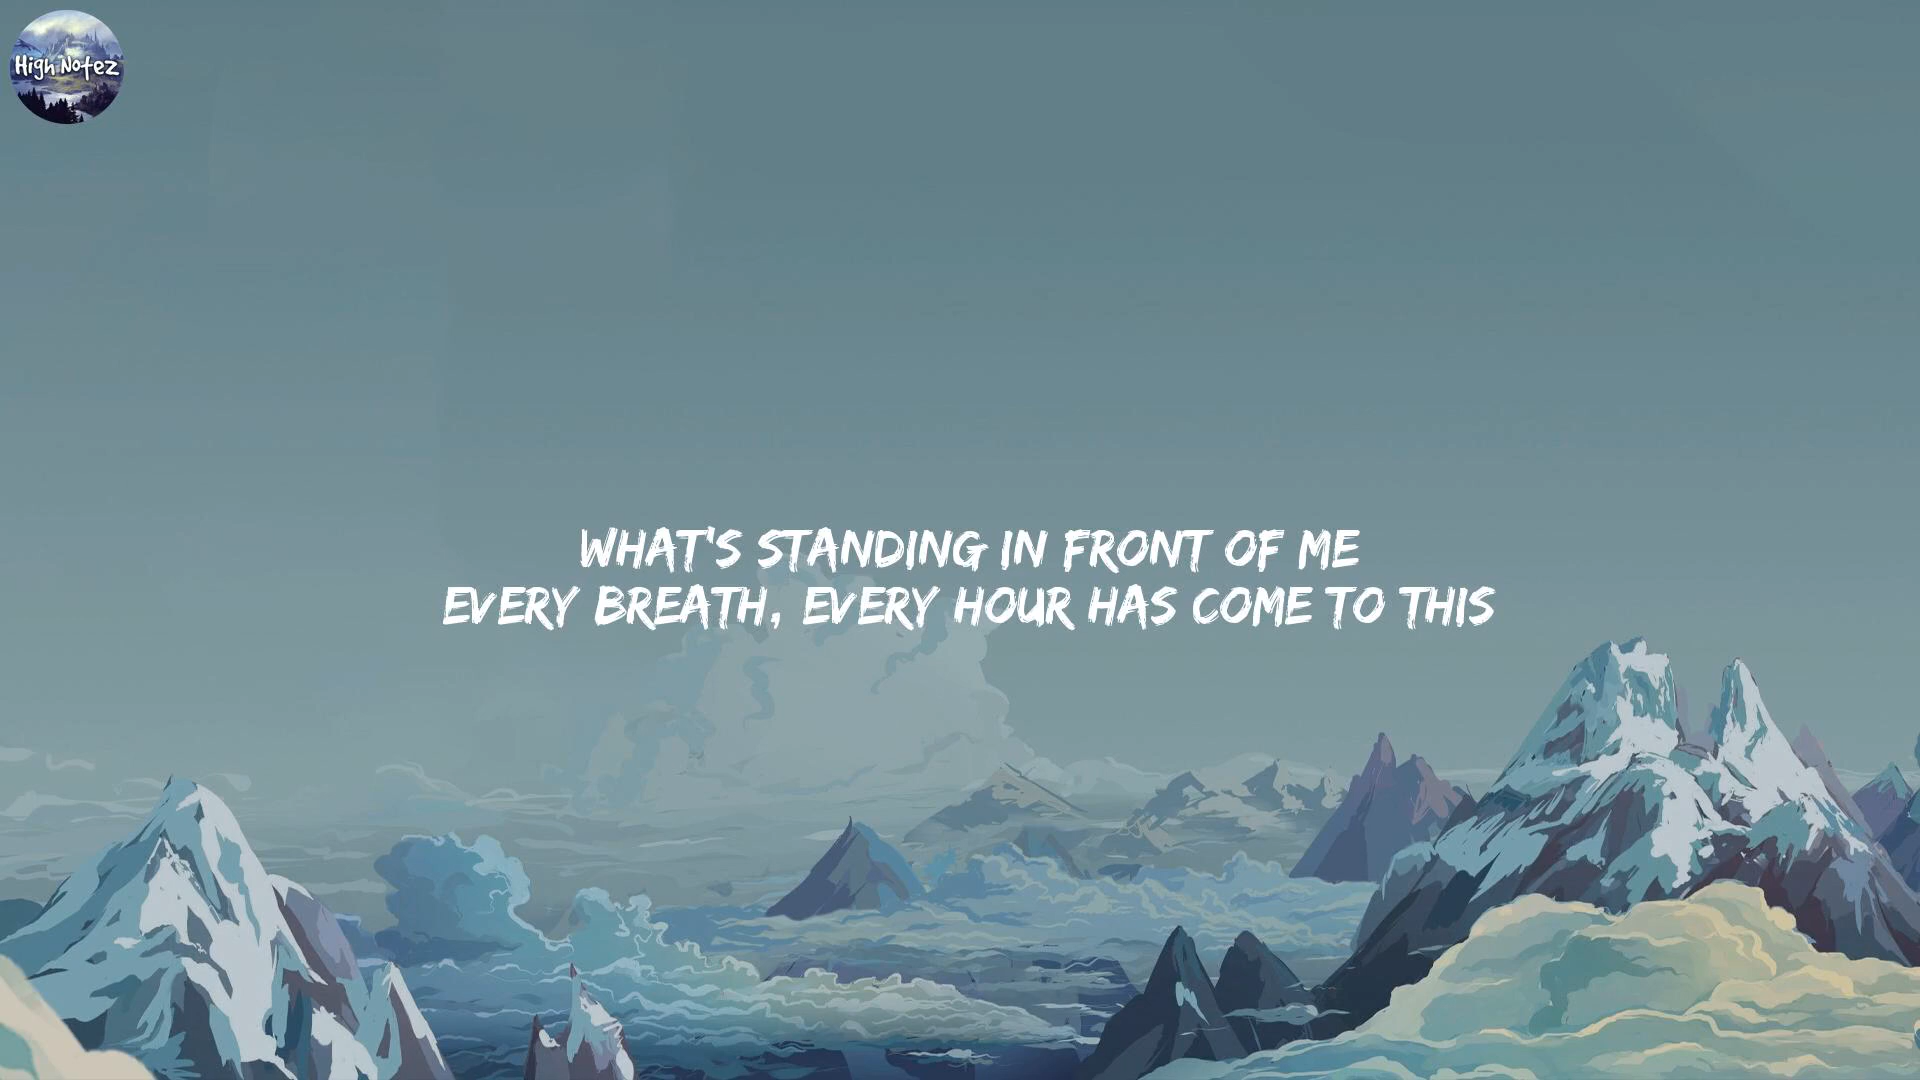 High Notez
WHAT'S STANDING IN FRONT OF ME
EVERY BREATH, EVERY HOUR HAS COME TO THIS